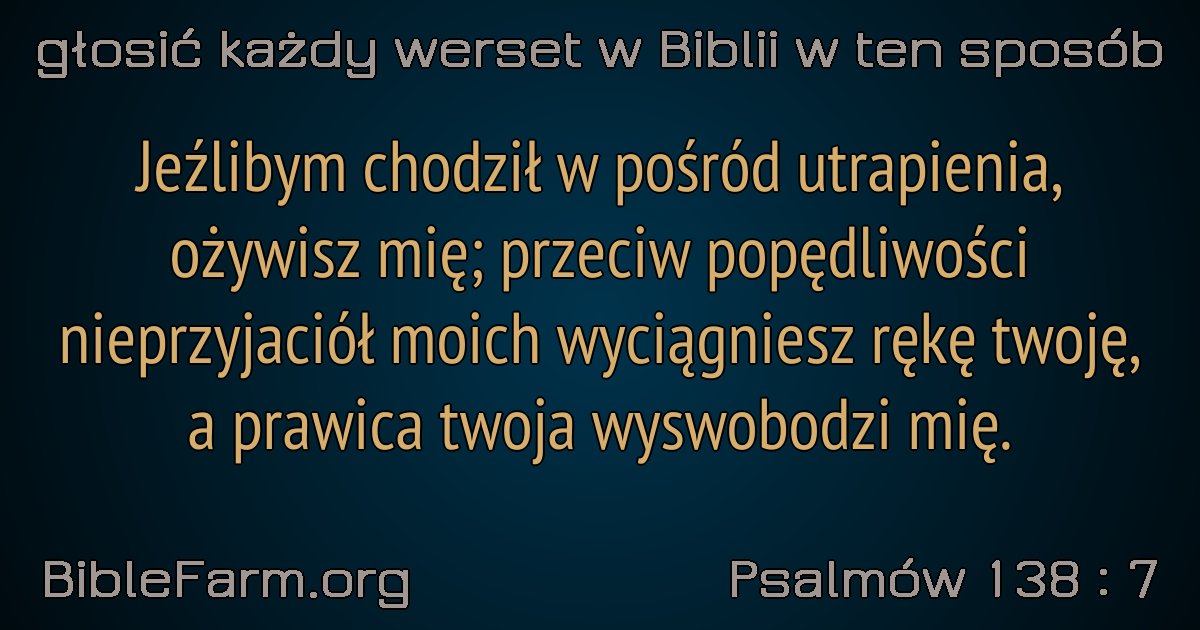 głosić każdy werset w Biblii w ten sposób
Jeźlibym chodził w pośród utrapienia,
ożywisz mię; przeciw popędliwości
nieprzyjaciół moich wyciągniesz rękę twoję,
a prawica twoja wyswobodzi mię.
BibleFarm.org
Psalmów 138 : 7